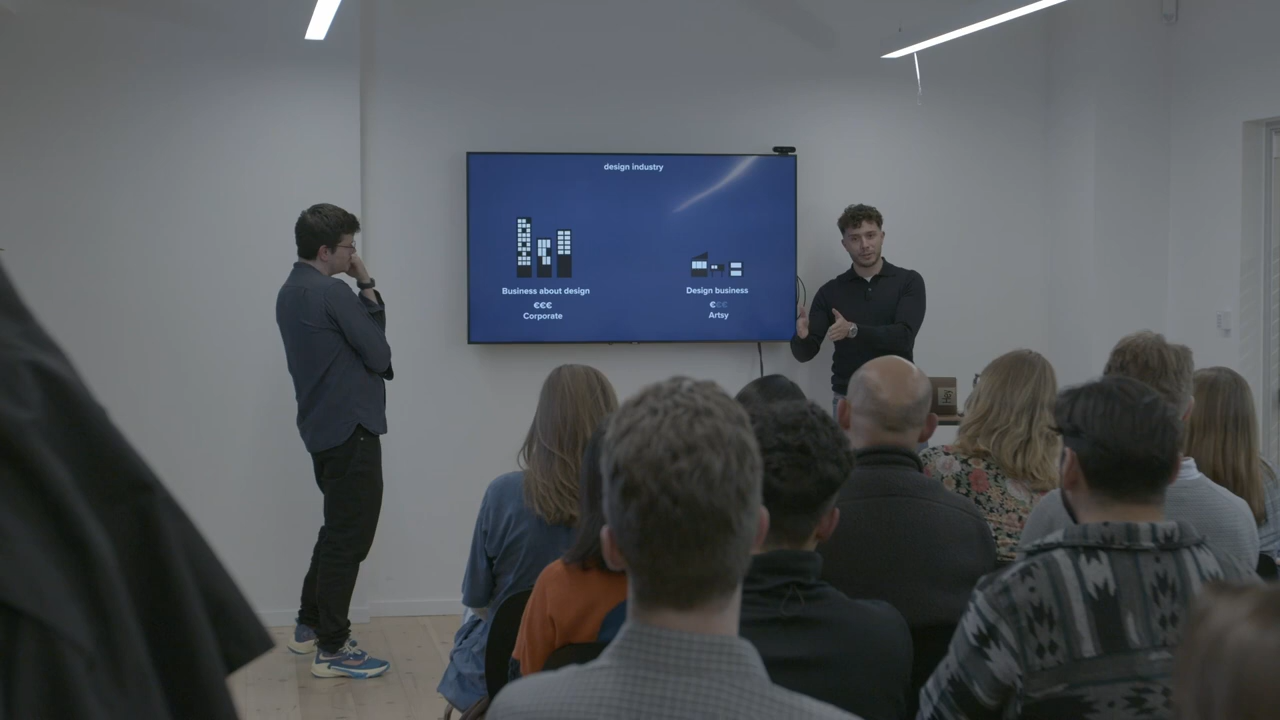 design industry
Business about design
€€€
Corporate
Design business
€€€
Artsy